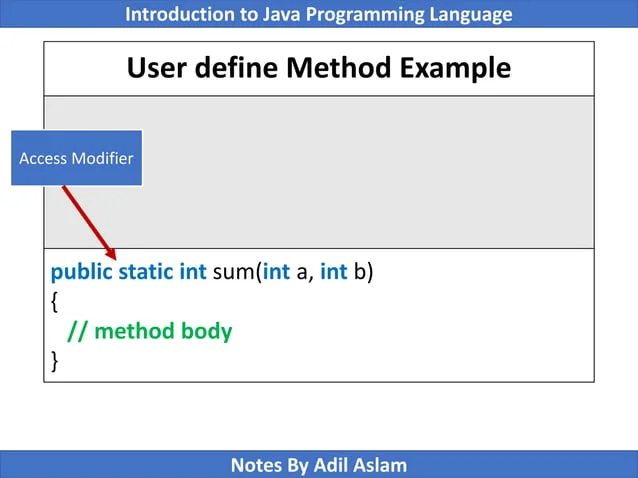 Introduction to Java Programming Language
User define Method Example
Access Modifier
public static int sum(int a, int b)
{
// method body
}
Notes By Adil Aslam